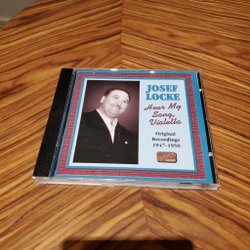 JOSEF
LOCKE
Hear My
Song,
Violetta
Original
Recordings
1947-1950